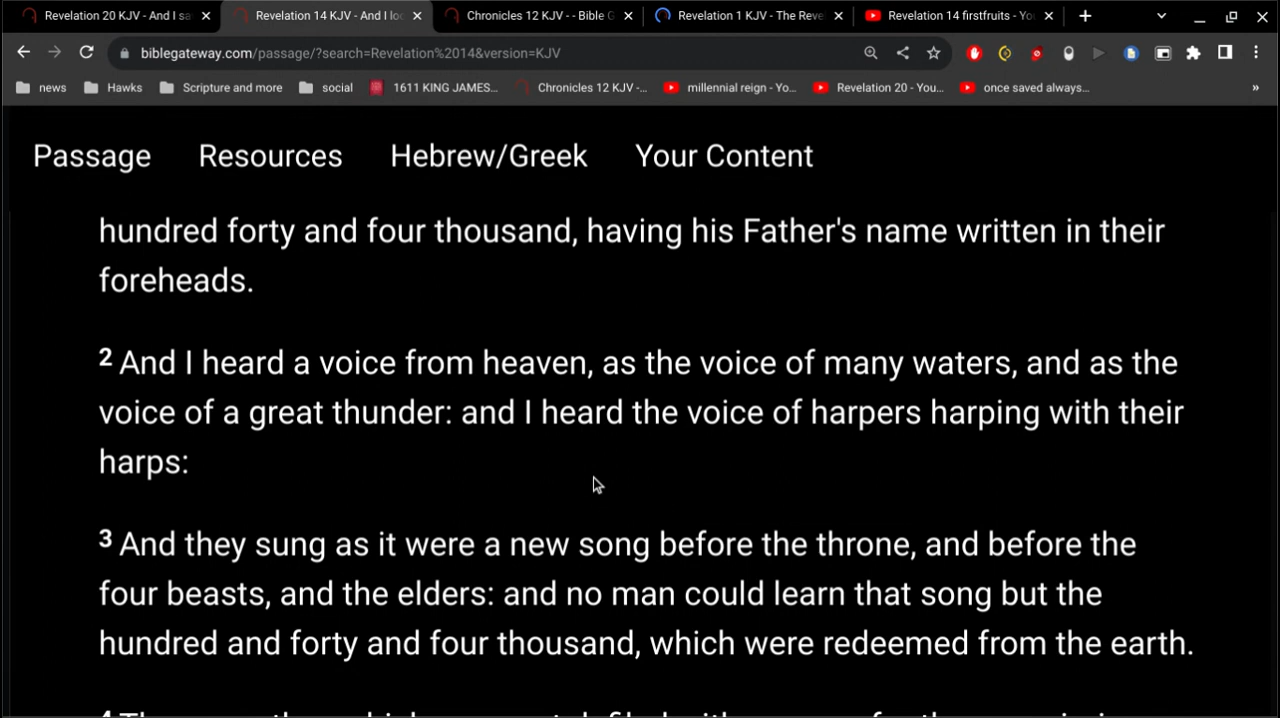 Revelation 20 KJV - And I sa
Revelation 14 KJV - And I loo
Chronicles 12 KJV - - Bible G
Revelation 1 KJV - The Reve
Revelation 14 firstfruits - Yo
biblegateway.com/passage/?search=Revelation%2014&version=KJV
news
Hawks
Scripture and more
social
1611 KING JAMES...
Chronicles 12 KJV -...
millennial reign - Yo...
Revelation 20 - You...
once saved always...
»
Passage Resources Hebrew/Greek Your Content
hundred forty and four thousand, having his Father's name written in their
foreheads.
2 And I heard a voice from heaven, as the voice of many waters, and as the
voice of a great thunder: and I heard the voice of harpers harping with their
harps:
3 And they sung as it were a new song before the throne, and before the
four beasts, and the elders: and no man could learn that song but the
hundred and forty and four thousand, which were redeemed from the earth.